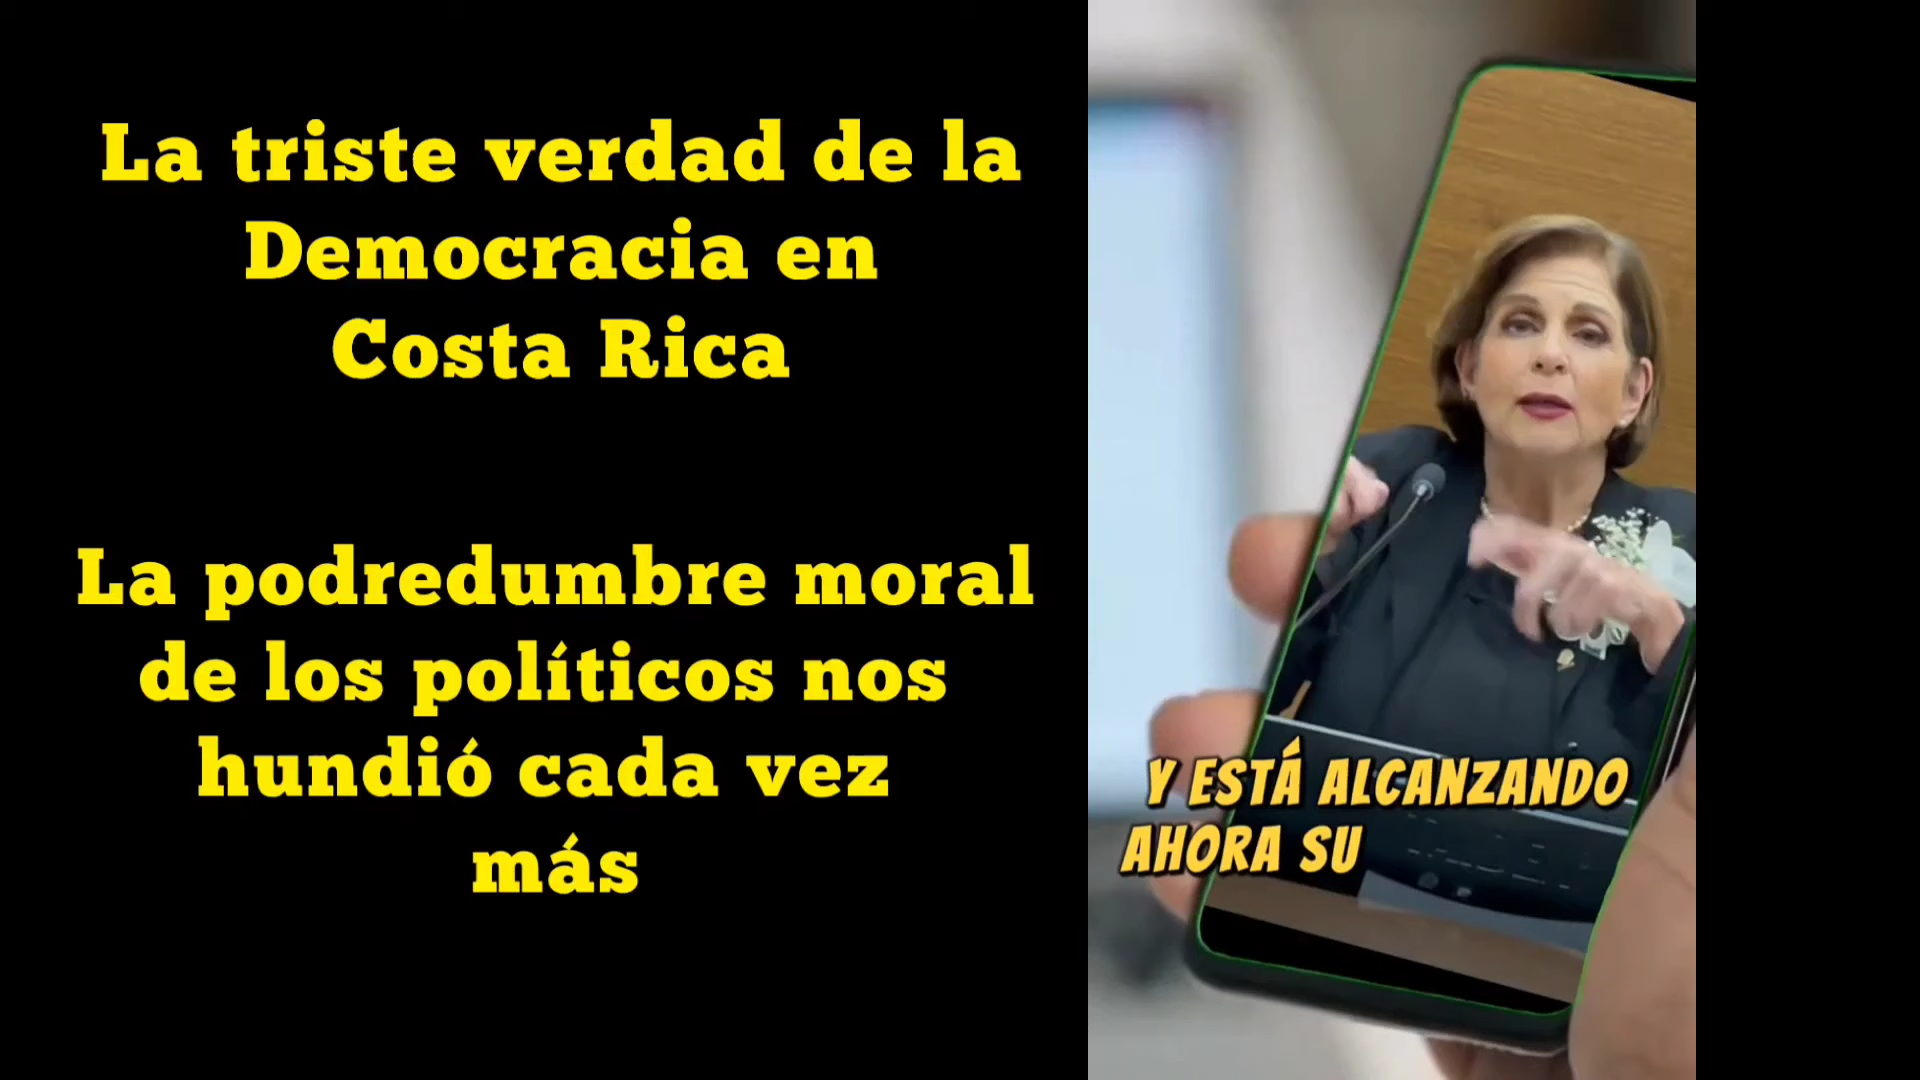 La triste verdad de la
Democracia en
Costa Rica
La podredumbre moral
de los políticos nos
hundió cada vez
más
Y ESTÁ ALCANZANDO
AHORA SU